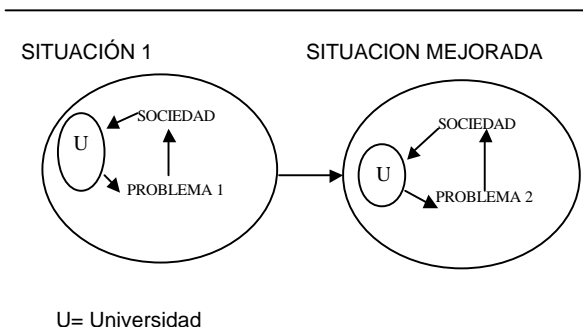 SITUACIÓN 1
SITUACION MEJORADA
SOCIEDAD
U
PROBLEMA 1
SOCIEDAD
U
PROBLEMA 2
U= Universidad